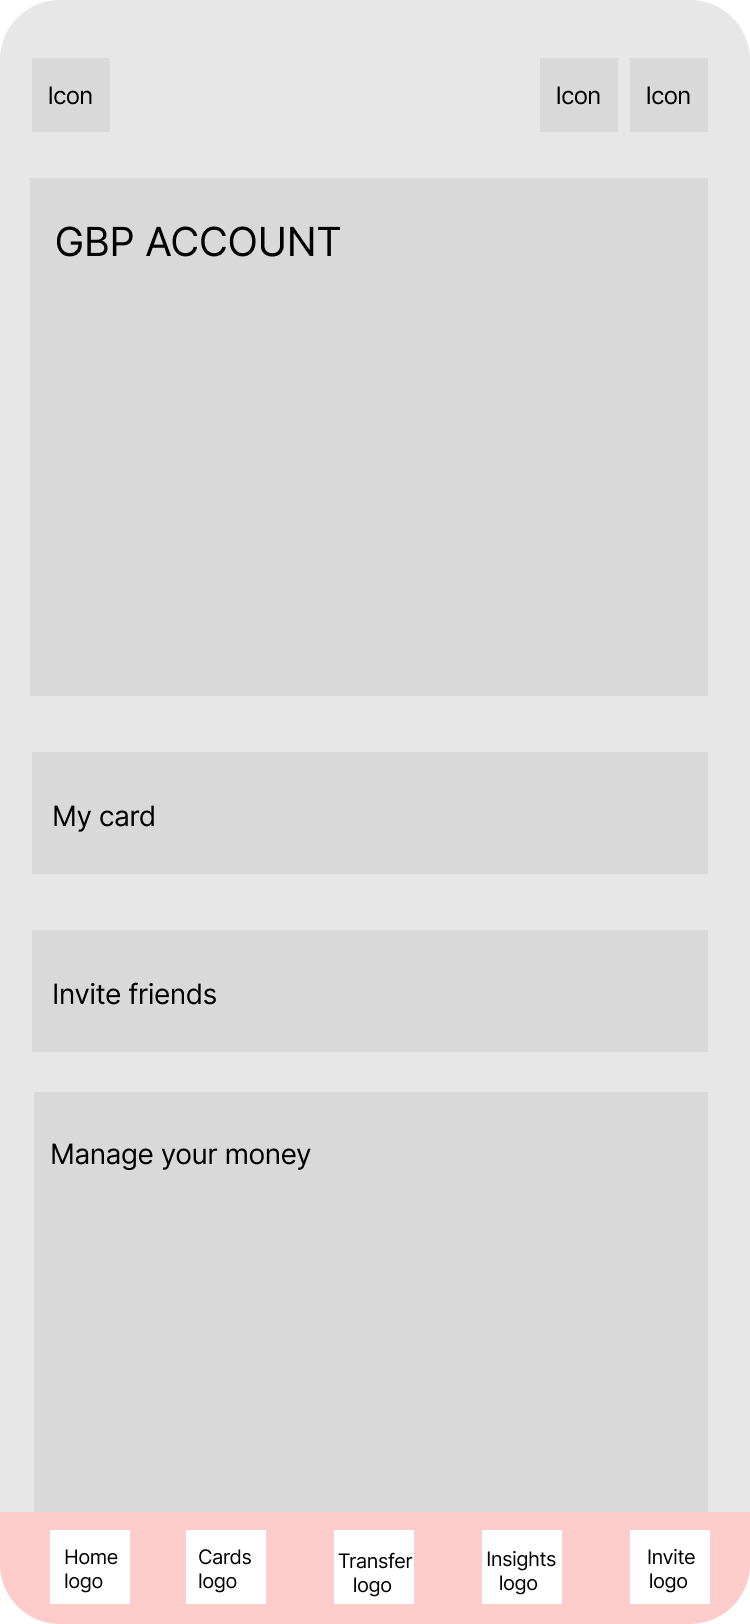 Icon
Icon
Icon
GBP ACCOUNT
My card
Invite friends
Manage your money
Home
logo
Cards
logo
Transfer
logo
Insights
logo
Invite
logo